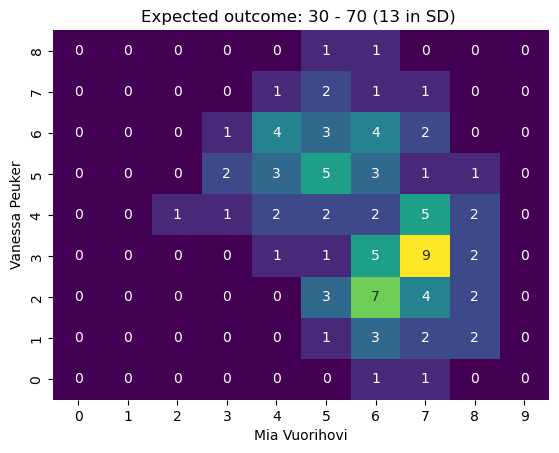 Expected outcome: 30 - 70 (13 in SD)
Vanessa Peuker
8 0 0 0 0 0 1 1 0 0 0
7 0 0 0 0 1 2 1 1 0 0
6 0 0 0 1 4 3 4 2 0 0
5 0 0 0 2 3 5 3 1 1 0
4 0 0 1 1 2 2 2 5 2 0
3 0 0 0 0 1 1 5 9 2 0
2 0 0 0 0 0 3 7 4 2 0
1 0 0 0 0 0 1 3 2 2 0
0 0 0 0 0 0 0 1 1 0 0
0 1 2 3 4 5 6 7 8 9
Mia Vuorihovi